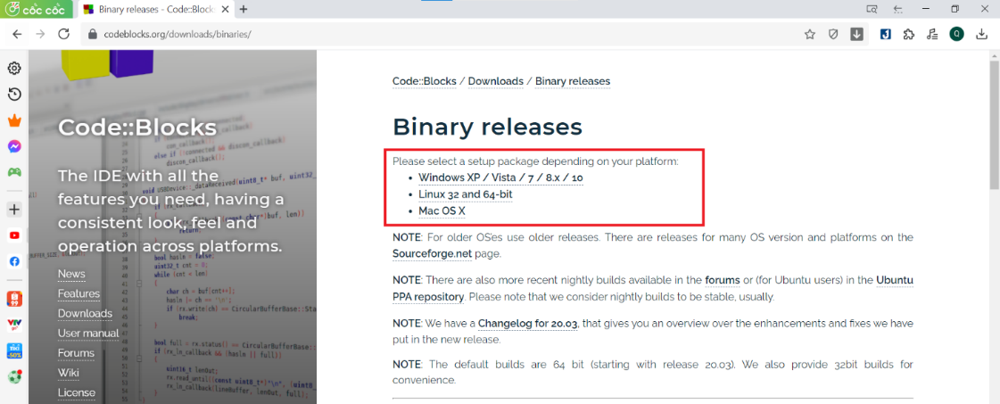 cốc cốc
Binary releases - Code::Blocks
codeblocks.org/downloads/binaries/
Q
Code::Blocks
The IDE with all the
features you need, having a
consistent look, feel and
operation across platforms.
News
Features
Downloads
User manual
Forums
Wiki
License
Code::Blocks / Downloads / Binary releases
Binary releases
Please select a setup package depending on your platform:
Windows XP / Vista / 7 / 8.x / 10
Linux 32 and 64-bit
Mac OS X
NOTE: For older OS'es use older releases. There are releases for many OS version and platforms on the
Sourceforge.net page.
NOTE: There are also more recent nightly builds available in the forums or (for Ubuntu users) in the Ubuntu
PPA repository. Please note that we consider nightly builds to be stable, usually.
NOTE: We have a Changelog for 20.03, that gives you an overview over the enhancements and fixes we have
put in the new release.
NOTE: The default builds are 64 bit (starting with release 20.03). We also provide 32bit builds for
convenience.